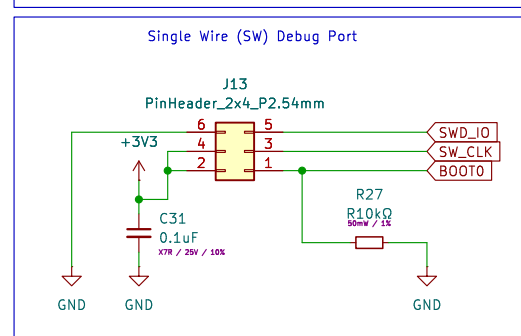 Single Wire (SW) Debug Port
J13
PinHeader_2x4_P2.54mm
6 5 SWD_IO
+3V3 4 3 SW_CLK
2 1 BOOT0
R27
R10kΩ
50mW / 1%
C31
0.1uF
X7R / 25V / 10%
GND GND GND